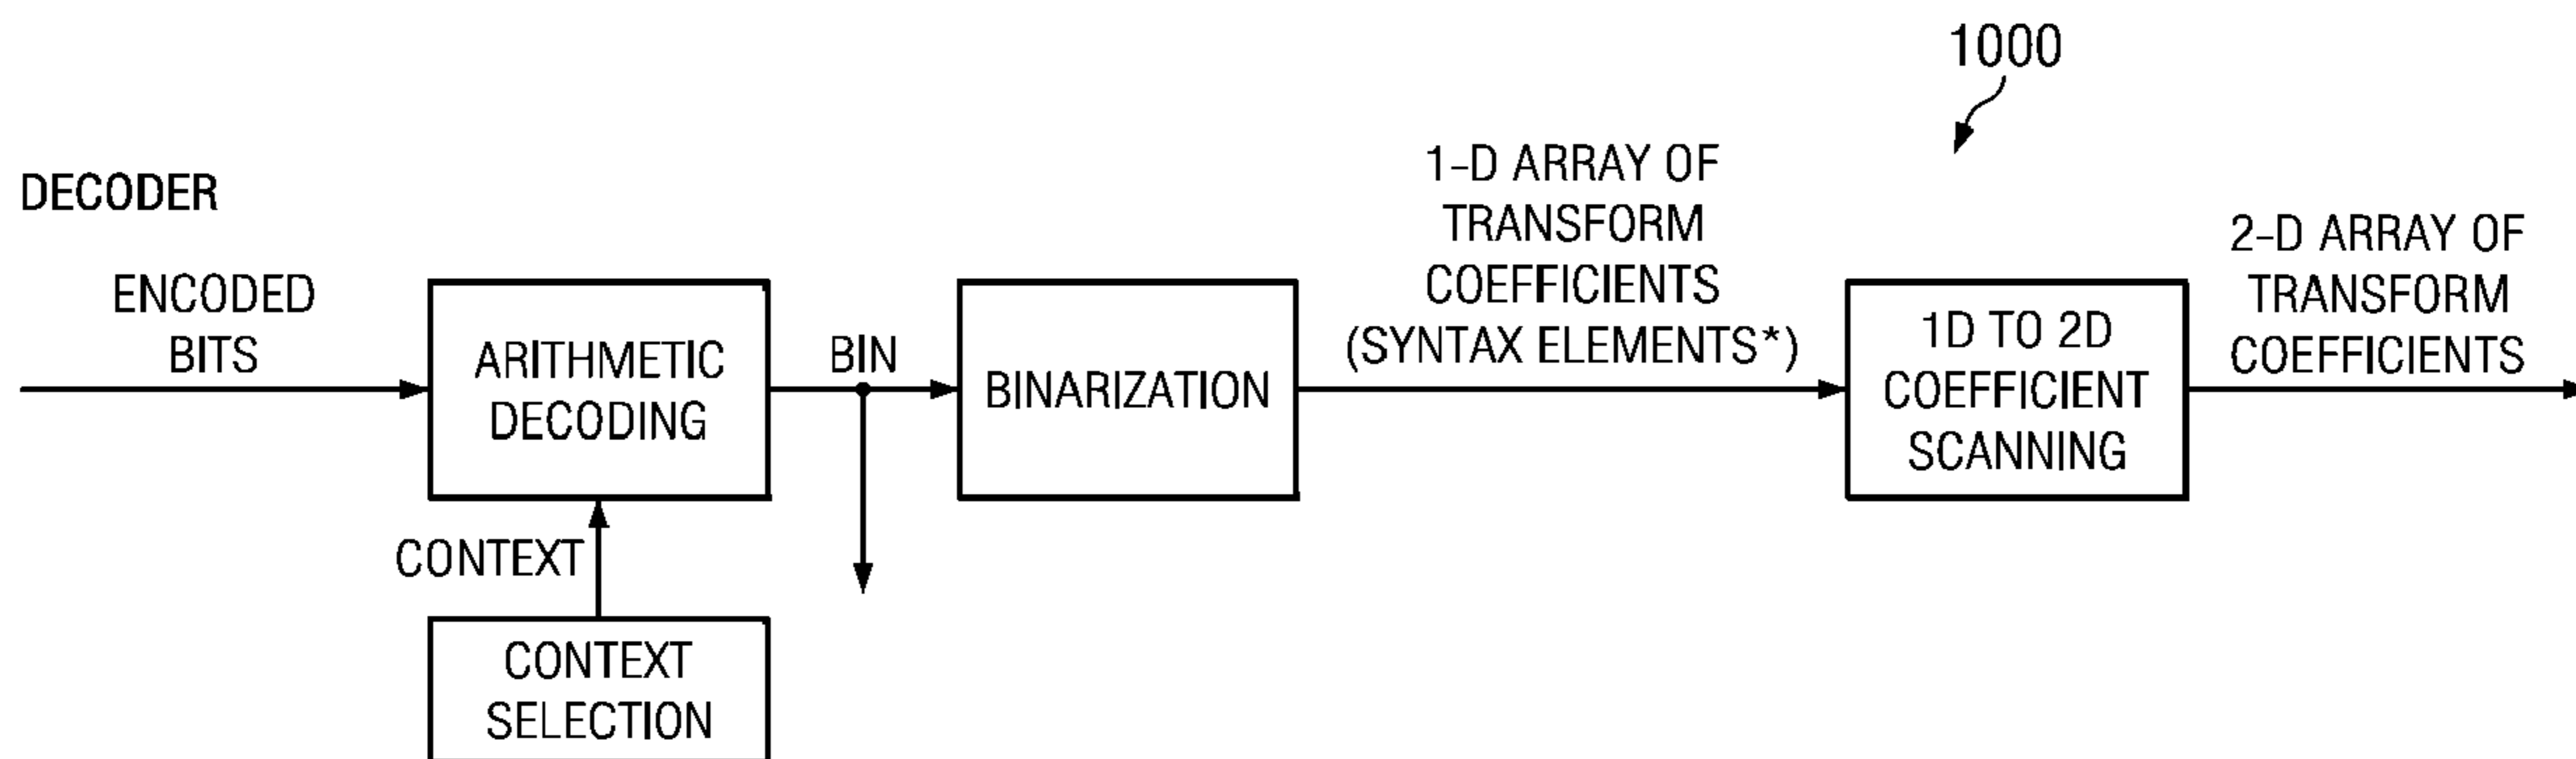 1000
DECODER
ENCODED
BITS
ARITHMETIC
DECODING
BIN
BINARIZATION
1-D ARRAY OF
TRANSFORM
COEFFICIENTS
(SYNTAX ELEMENTS*)
1D TO 2D
COEFFICIENT
SCANNING
2-D ARRAY OF
TRANSFORM
COEFFICIENTS
CONTEXT
CONTEXT
SELECTION